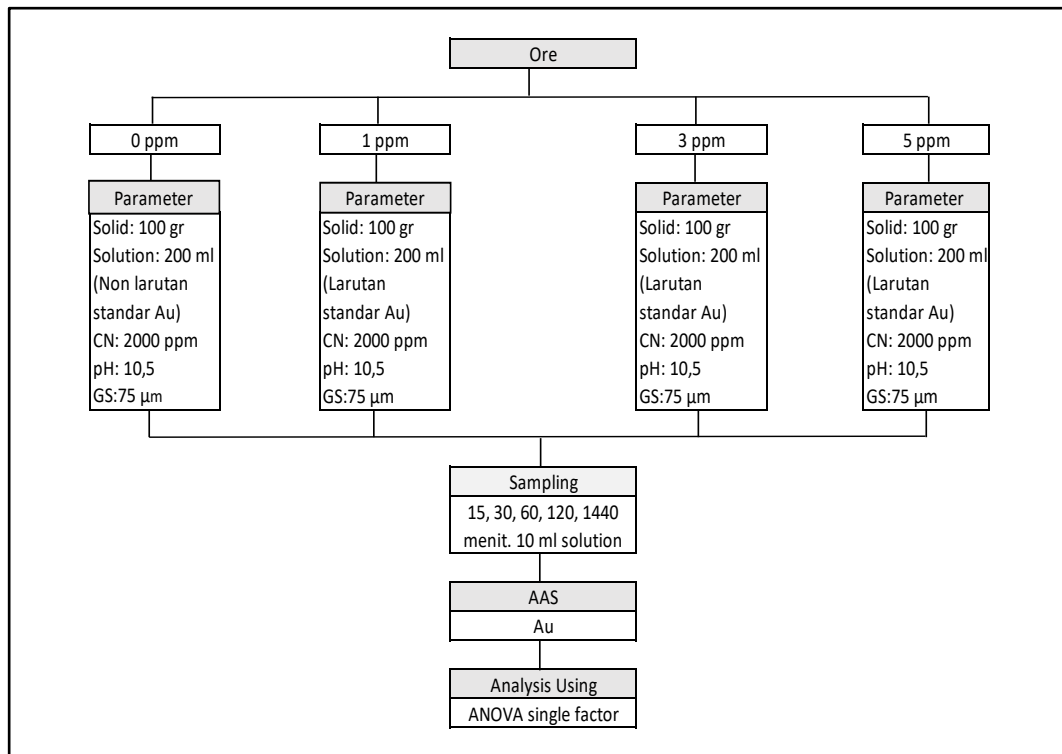 Ore
0 ppm
1 ppm
3 ppm
5 ppm
Parameter
Solid: 100 gr
Solution: 200 ml
(Non larutan
standar Au)
CN: 2000 ppm
pH: 10,5
GS:75 µm
Parameter
Solid: 100 gr
Solution: 200 ml
(Larutan
standar Au)
CN: 2000 ppm
pH: 10,5
GS:75 µm
Parameter
Solid: 100 gr
Solution: 200 ml
(Larutan
standar Au)
CN: 2000 ppm
pH: 10,5
GS:75 µm
Parameter
Solid: 100 gr
Solution: 200 ml
(Larutan
standar Au)
CN: 2000 ppm
pH: 10,5
GS:75 µm
Sampling
15, 30, 60, 120, 1440
menit. 10 ml solution
AAS
Au
Analysis Using
ANOVA single factor